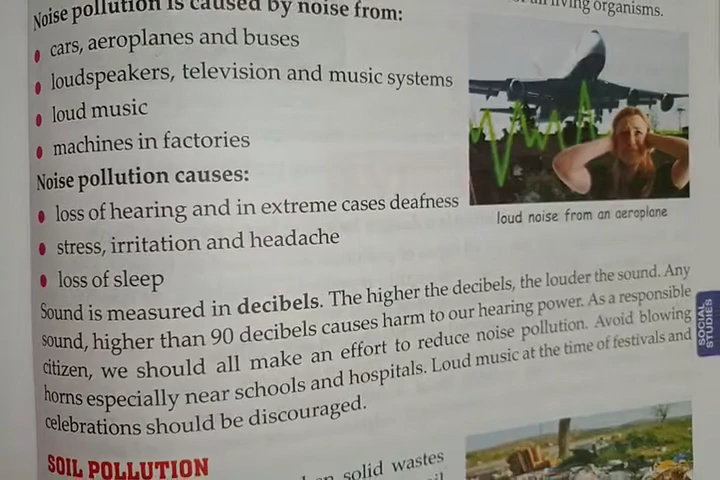 living organisms.
Noise pollution is caused by noise from:
cars, aeroplanes and buses
loudspeakers, television and music systems
loud music
machines in factories
loud noise from an aeroplane
Noise pollution causes:
loss of hearing and in extreme cases deafness
stress, irritation and headache
loss of sleep
Sound is measured in decibels. The higher the decibels, the louder the sound. Any
sound, higher than 90 decibels causes harm to our hearing power. As a responsible
citizen, we should all make an effort to reduce noise pollution. Avoid blowing
horns especially near schools and hospitals. Loud music at the time of festivals and
celebrations should be discouraged.
SOCIAL
STUDIES
SOIL POLLUTION
solid wastes